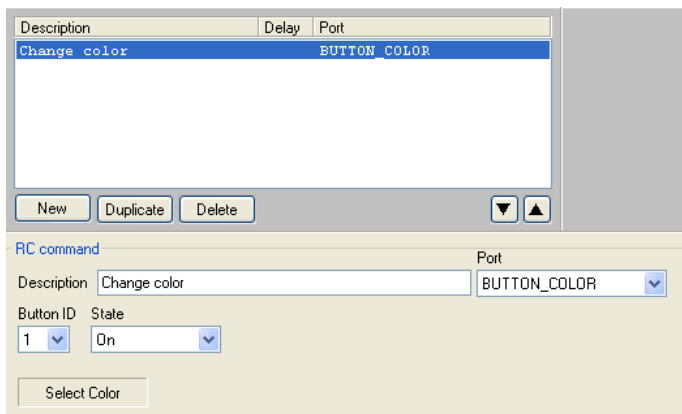 Description Delay Port
Change color BUTTON_COLOR
New Duplicate Delete
RC command
Port
Description Change color BUTTON_COLOR
Button ID State
1 On
Select Color